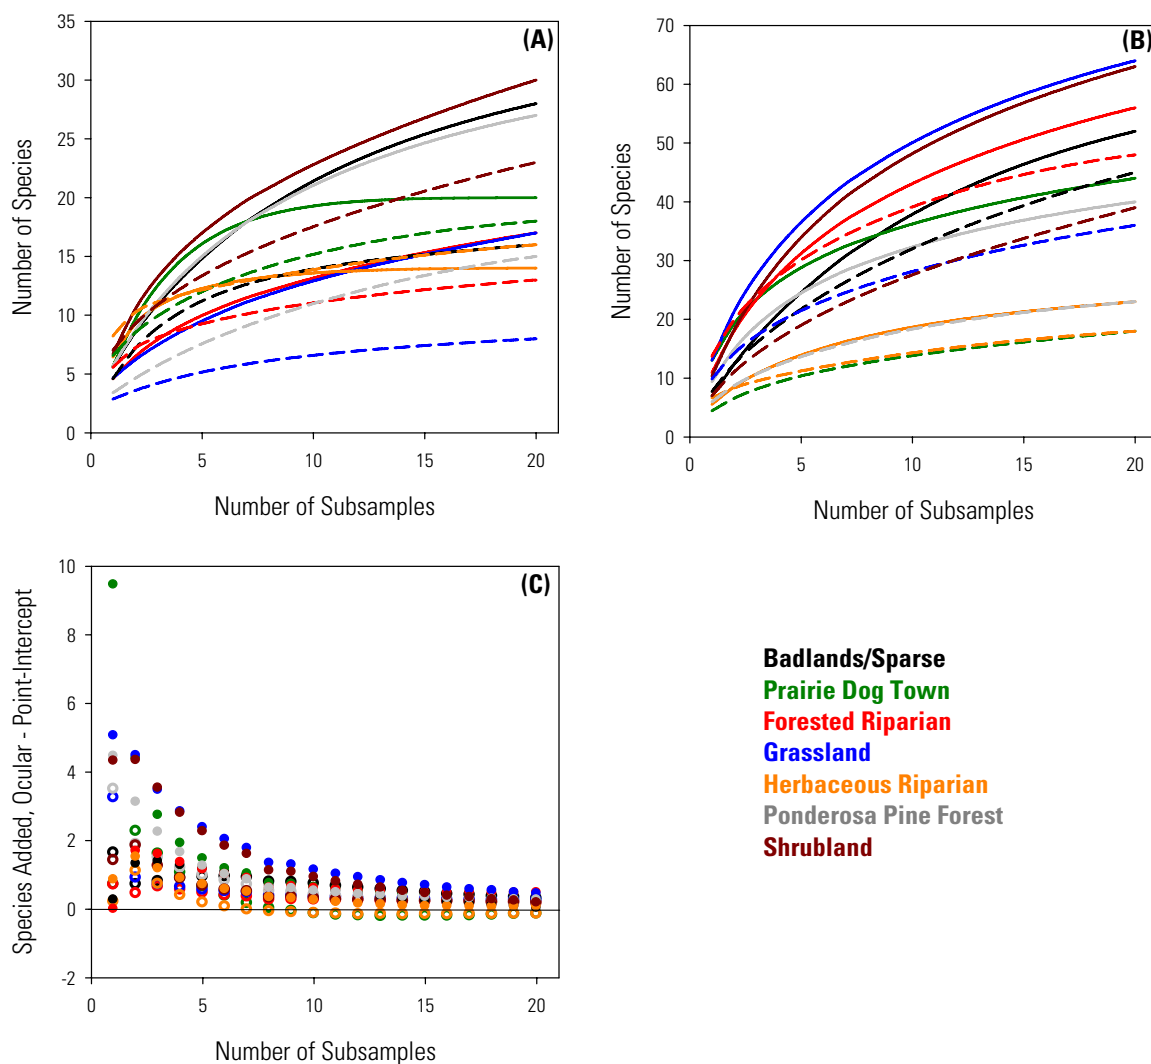 (A)
Number of Species
35
30
25
20
15
10
5
0
0 5 10 15 20
Number of Subsamples
(B)
Number of Species
70
60
50
40
30
20
10
0
0 5 10 15 20
Number of Subsamples
(C)
Species Added, Ocular - Point-Intercept
10
8
6
4
2
0
-2
0 5 10 15 20
Number of Subsamples
Badlands/Sparse
Prairie Dog Town
Forested Riparian
Grassland
Herbaceous Riparian
Ponderosa Pine Forest
Shrubland